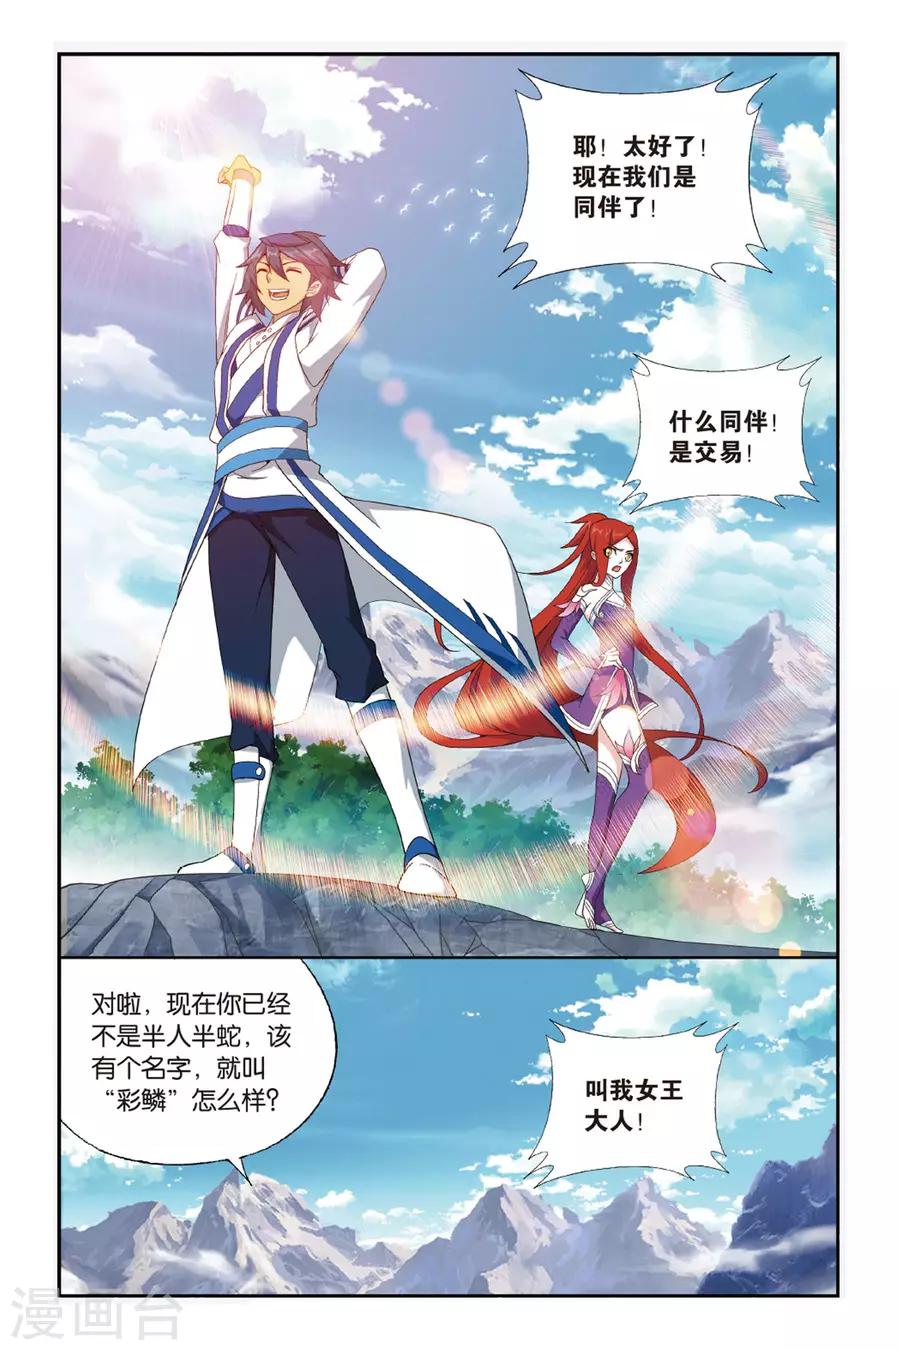 耶！太好了！
现在我们是
同伴了！
什么同伴！
是交易！
对啦，现在你已经
不是半人半蛇，该
有个名字，就叫
“彩鳞”怎么样？
叫我女王
大人！
漫画台